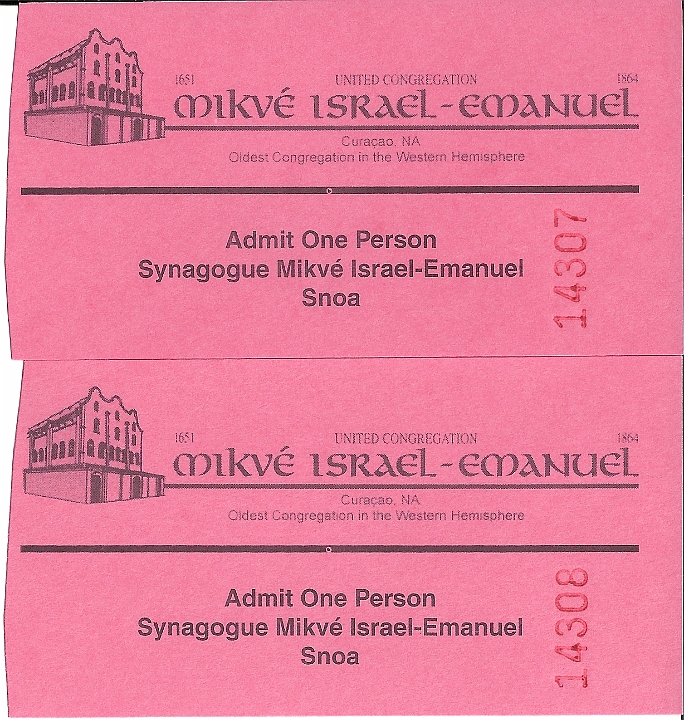 1651 UNITED CONGREGATION 1864
MIKVÉ ISRAEL-EMANUEL
Curaçao, NA
Oldest Congregation in the Western Hemisphere
Admit One Person
Synagogue Mikvé Israel-Emanuel
Snoa
14307
1651 UNITED CONGREGATION 1864
MIKVÉ ISRAEL-EMANUEL
Curaçao, NA
Oldest Congregation in the Western Hemisphere
Admit One Person
Synagogue Mikvé Israel-Emanuel
Snoa
14308